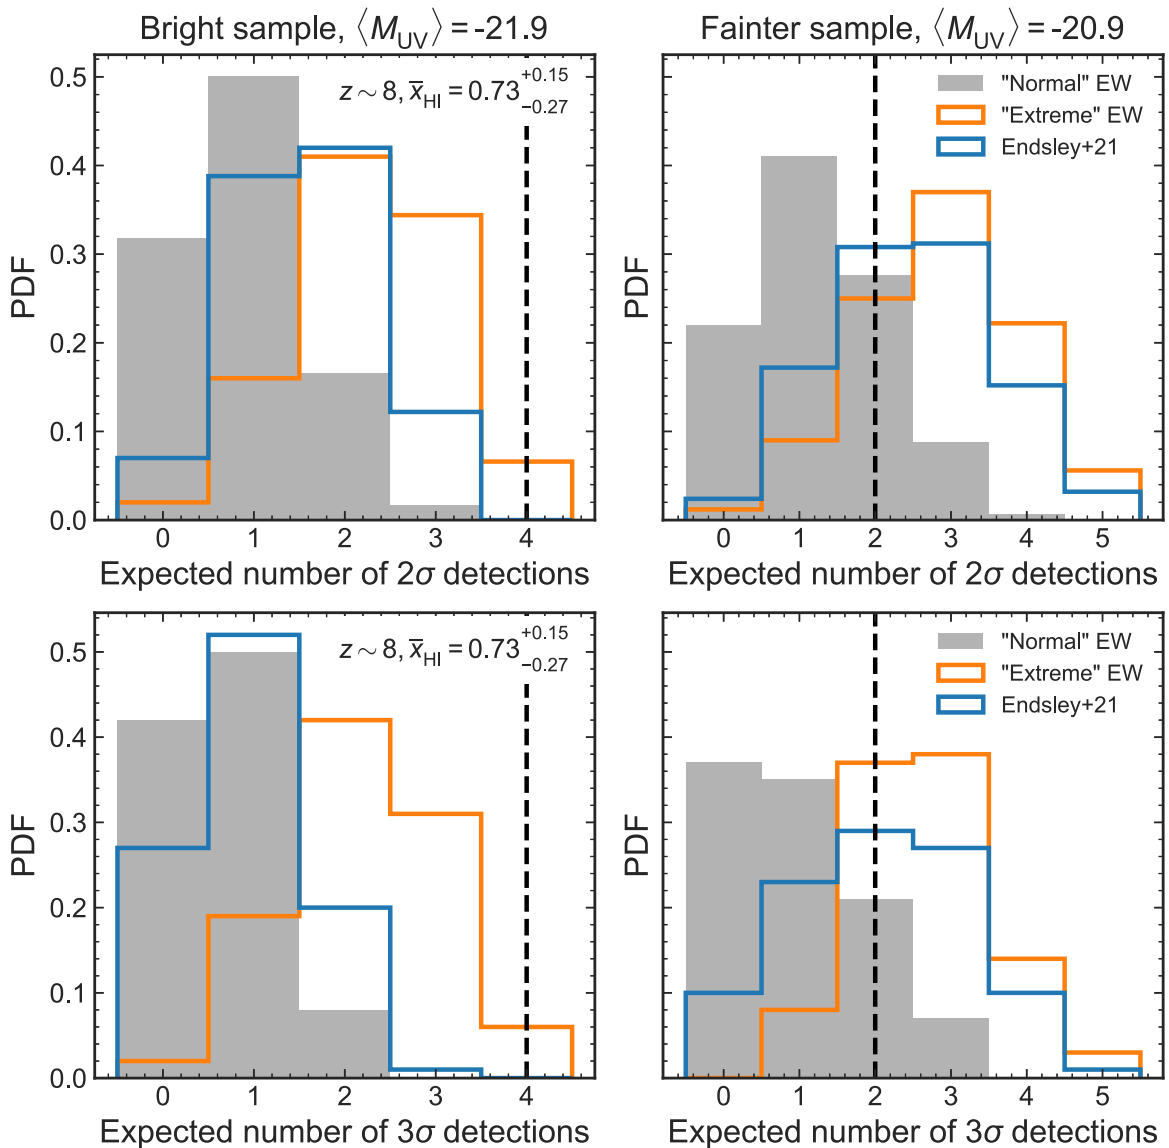 Bright sample, ⟨M_UV⟩ = -21.9
Fainter sample, ⟨M_UV⟩ = -20.9
z ~ 8, x̄_HI = 0.73 +0.15 −0.27
"Normal" EW
"Extreme" EW
Endsley+21
PDF
0.5
0.4
0.3
0.2
0.1
0.0
0 1 2 3 4
Expected number of 2σ detections
PDF
0 1 2 3 4 5
Expected number of 2σ detections
z ~ 8, x̄_HI = 0.73 +0.15 −0.27
"Normal" EW
"Extreme" EW
Endsley+21
PDF
0.5
0.4
0.3
0.2
0.1
0.0
0 1 2 3 4
Expected number of 3σ detections
PDF
0 1 2 3 4 5
Expected number of 3σ detections